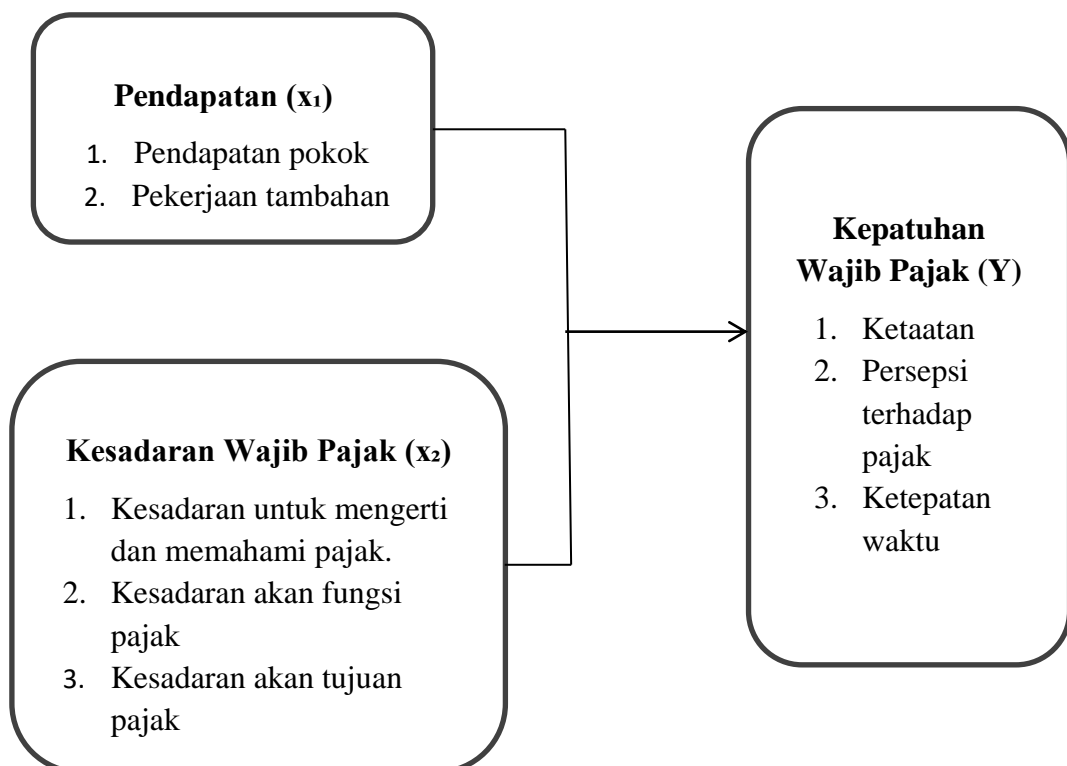 Pendapatan (x₁)
1. Pendapatan pokok
2. Pekerjaan tambahan
Kesadaran Wajib Pajak (x₂)
1. Kesadaran untuk mengerti
dan memahami pajak.
2. Kesadaran akan fungsi
pajak
3. Kesadaran akan tujuan
pajak
Kepatuhan
Wajib Pajak (Y)
1. Ketaatan
2. Persepsi
terhadap
pajak
3. Ketepatan
waktu